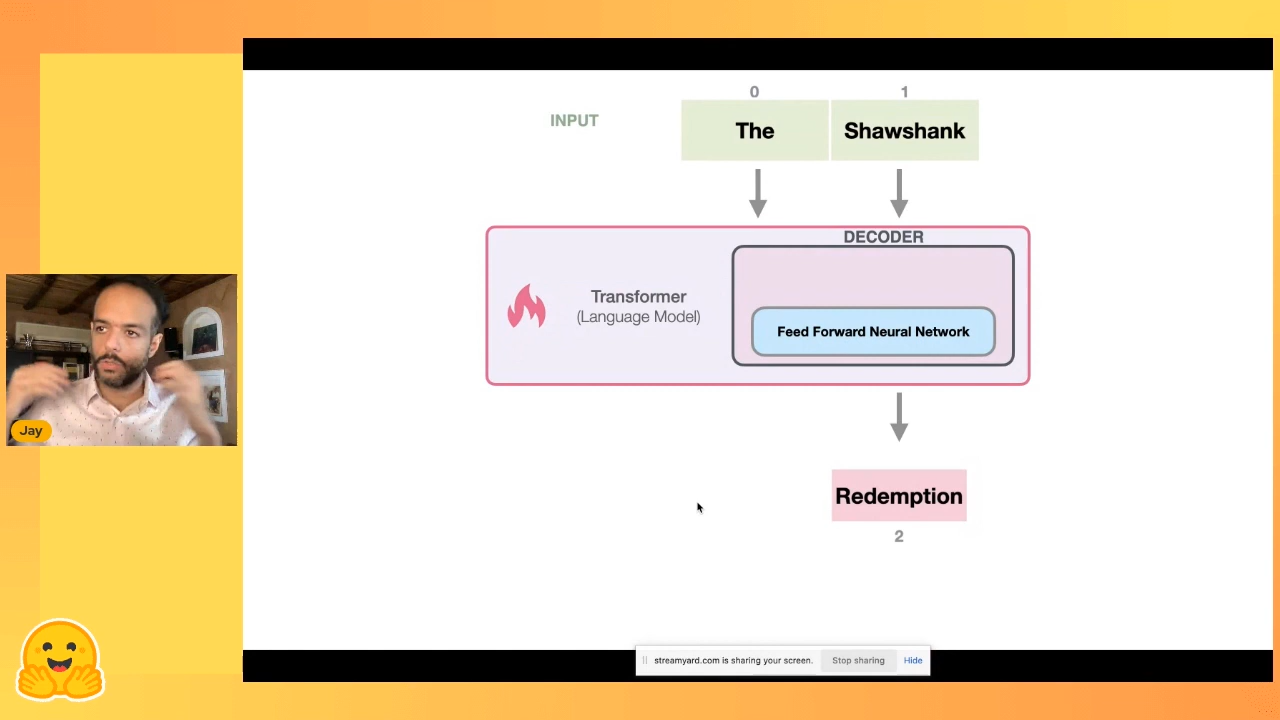 0
1
INPUT
The
Shawshank
DECODER
Transformer
(Language Model)
Feed Forward Neural Network
Jay
Redemption
2
streamyard.com is sharing your screen.
Stop sharing
Hide